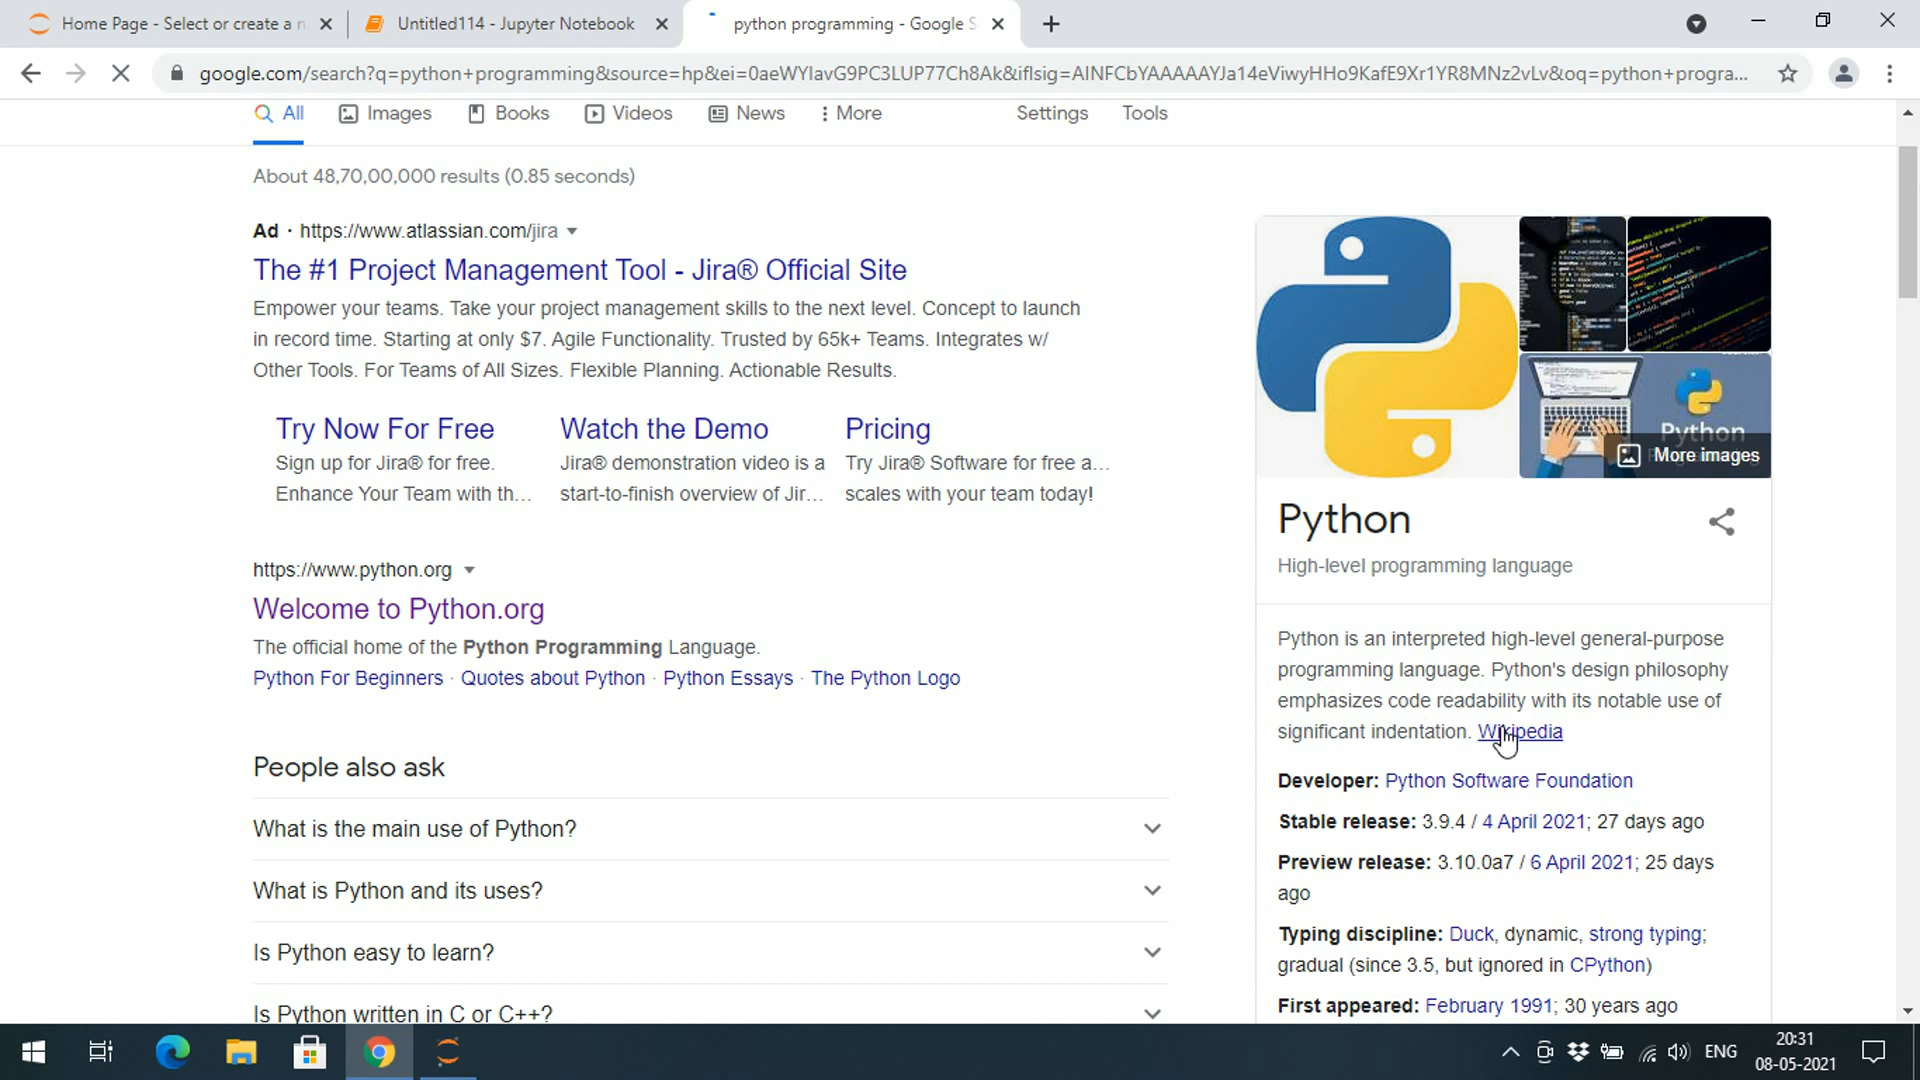 Home Page - Select or create a n
Untitled114 - Jupyter Notebook
python programming - Google S
google.com/search?q=python+programming&source=hp&ei=0aeWYIavG9PC3LUP77Ch8Ak&iflsig=AINFCbYAAAAAYJa14eViwyHHo9KafE9Xr1YR8MNz2vLv&oq=python+progra...
All Images Books Videos News More Settings Tools
About 48,70,00,000 results (0.85 seconds)
Ad · https://www.atlassian.com/jira
The #1 Project Management Tool - Jira® Official Site
Empower your teams. Take your project management skills to the next level. Concept to launch
in record time. Starting at only $7. Agile Functionality. Trusted by 65k+ Teams. Integrates w/
Other Tools. For Teams of All Sizes. Flexible Planning. Actionable Results.
Try Now For Free
Sign up for Jira® for free.
Enhance Your Team with th...
Watch the Demo
Jira® demonstration video is a
start-to-finish overview of Jir...
Pricing
Try Jira® Software for free a...
scales with your team today!
https://www.python.org
Welcome to Python.org
The official home of the Python Programming Language.
Python For Beginners · Quotes about Python · Python Essays · The Python Logo
People also ask
What is the main use of Python?
What is Python and its uses?
Is Python easy to learn?
Is Python written in C or C++?
Python
More images
Python
High-level programming language
Python is an interpreted high-level general-purpose
programming language. Python's design philosophy
emphasizes code readability with its notable use of
significant indentation. Wikipedia
Developer: Python Software Foundation
Stable release: 3.9.4 / 4 April 2021; 27 days ago
Preview release: 3.10.0a7 / 6 April 2021; 25 days
ago
Typing discipline: Duck, dynamic, strong typing;
gradual (since 3.5, but ignored in CPython)
First appeared: February 1991; 30 years ago
ENG
20:31
08-05-2021